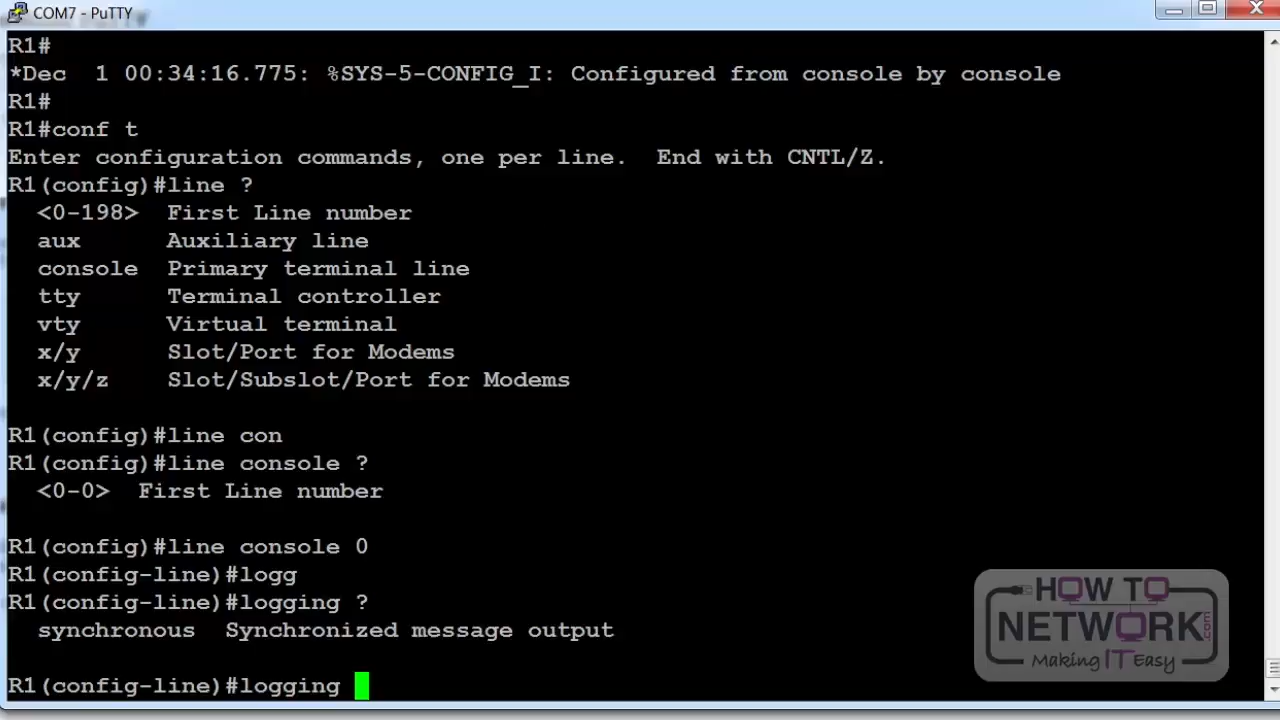 COM7 - PuTTY
R1#
*Dec  1 00:34:16.775: %SYS-5-CONFIG_I: Configured from console by console
R1#
R1#conf t
Enter configuration commands, one per line.  End with CNTL/Z.
R1(config)#line ?
  <0-198>  First Line number
  aux      Auxiliary line
  console  Primary terminal line
  tty      Terminal controller
  vty      Virtual terminal
  x/y      Slot/Port for Modems
  x/y/z    Slot/Subslot/Port for Modems
R1(config)#line con
R1(config)#line console ?
  <0-0>  First Line number
R1(config)#line console 0
R1(config-line)#logg
R1(config-line)#logging ?
  synchronous  Synchronized message output
R1(config-line)#logging
HOW TO
NETWORK.com
Making IT Easy